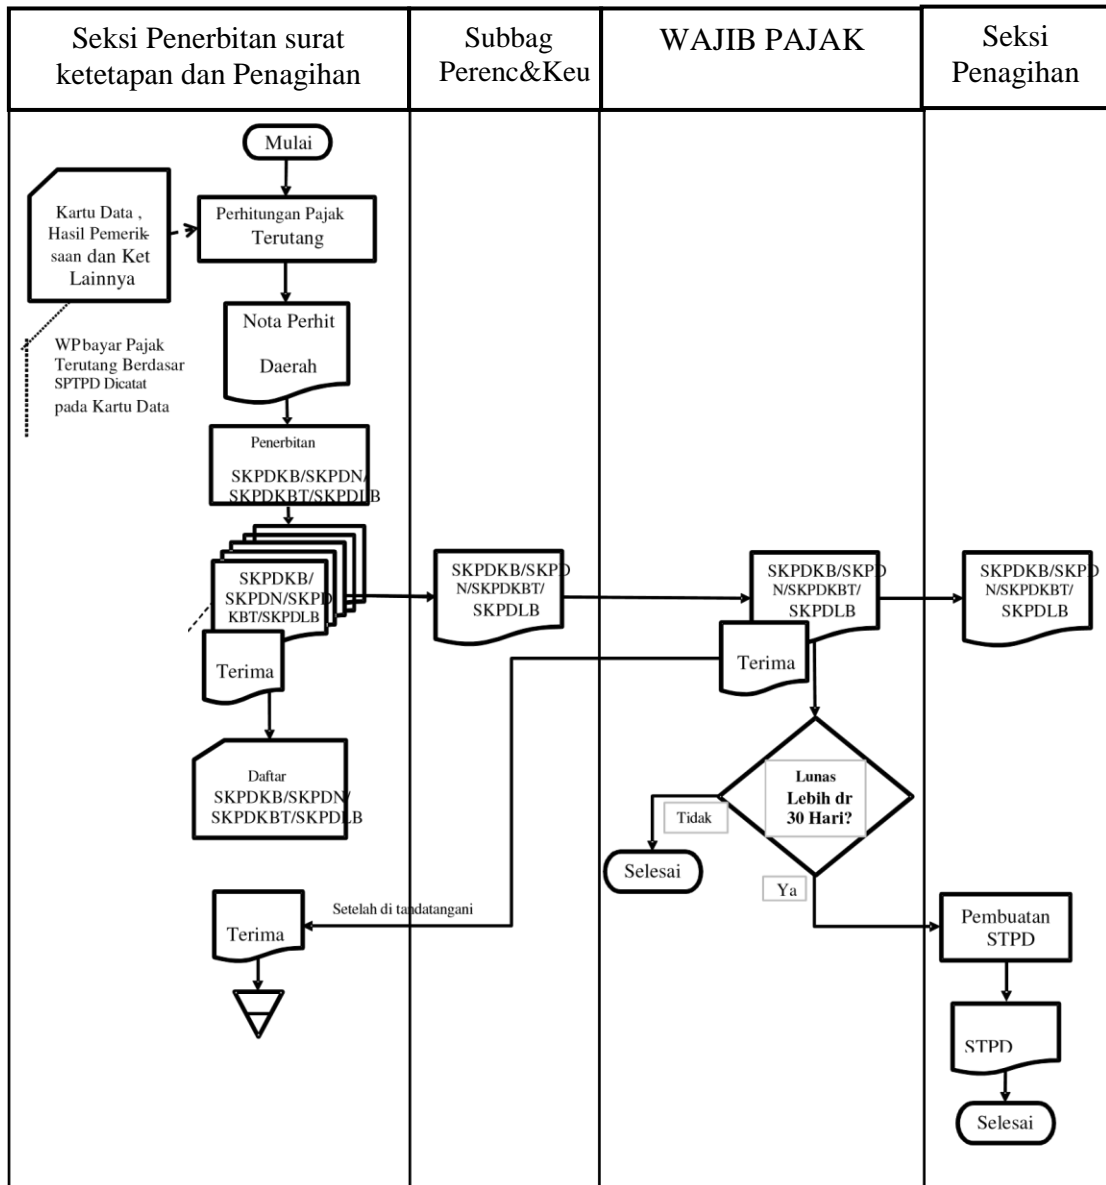 Seksi Penerbitan surat
ketetapan dan Penagihan
Subbag
Perenc&Keu
WAJIB PAJAK
Seksi
Penagihan
Mulai
Kartu Data ,
Hasil Pemerik-
saan dan Ket
Lainnya
Perhitungan Pajak
Terutang
Nota Perhit
Daerah
WP bayar Pajak
Terutang Berdasar
SPTPD Dicatat
pada Kartu Data
Penerbitan
SKPDKB/SKPDN/
SKPDKBT/SKPDLB
SKPDKB/
SKPDN/SKPD
KBT/SKPDLB
Terima
SKPDKB/SKPD
N/SKPDKBT/
SKPDLB
SKPDKB/SKPD
N/SKPDKBT/
SKPDLB
Terima
SKPDKB/SKPD
N/SKPDKBT/
SKPDLB
Daftar
SKPDKB/SKPDN/
SKPDKBT/SKPDLB
Lunas
Lebih dr
30 Hari?
Tidak
Selesai
Ya
Setelah di tandatangani
Terima
Pembuatan
STPD
STPD
Selesai